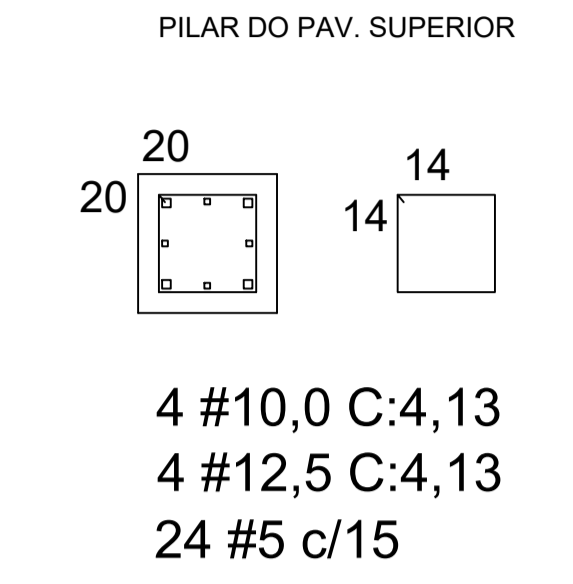 PILAR DO PAV. SUPERIOR
20
20
14
14
4 #10,0 C:4,13
4 #12,5 C:4,13
24 #5 c/15